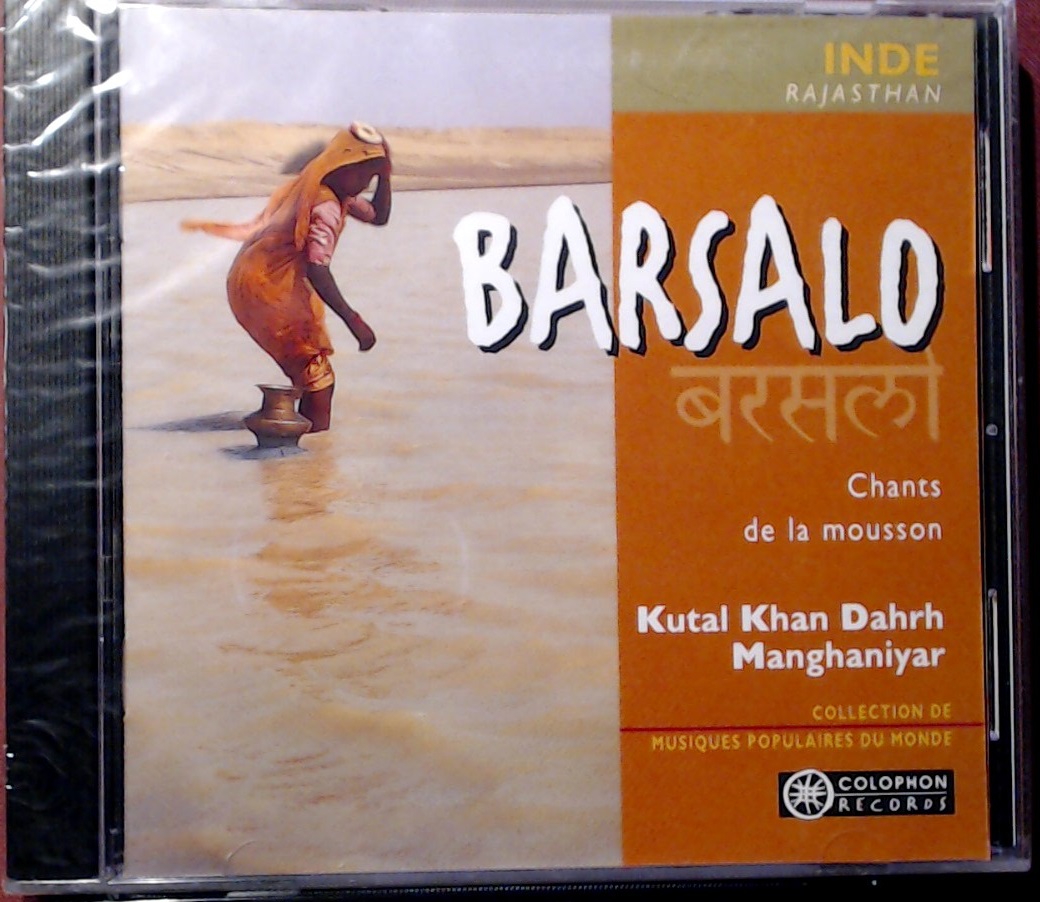 INDE
RAJASTHAN
BARSALO
बरसलो
Chants
de la mousson
Kutal Khan Dahrh
Manghaniyar
COLLECTION DE
MUSIQUES POPULAIRES DU MONDE
COLOPHON
RECORDS